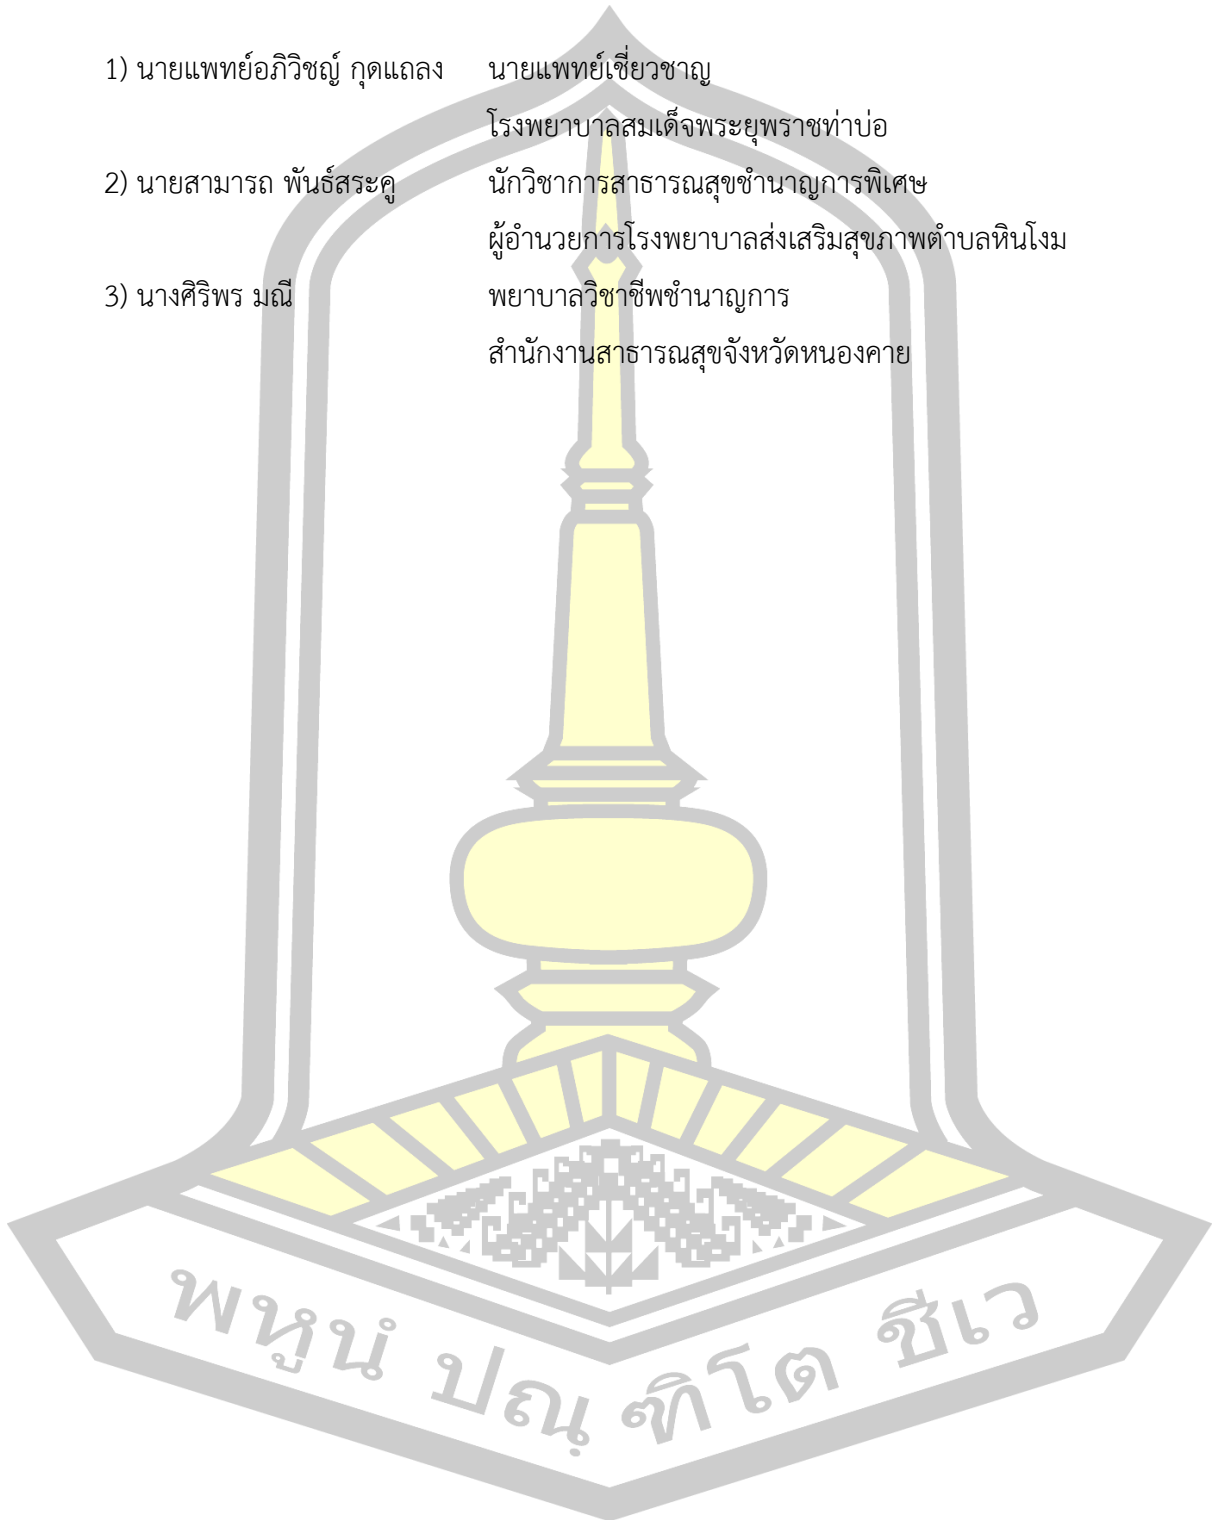 1) นายแพทย์อภิวิชญ์ กุดแถลง นายแพทย์เชี่ยวชาญ
โรงพยาบาลสมเด็จพระยุพราชท่าบ่อ
2) นายสามารถ พันธ์สระคู นักวิชาการสาธารณสุขชำนาญการพิเศษ
ผู้อำนวยการโรงพยาบาลส่งเสริมสุขภาพตำบลหินโงม
3) นางศิริพร มณี พยาบาลวิชาชีพชำนาญการ
สำนักงานสาธารณสุขจังหวัดหนองคาย
พหูนํ ปณฺ ฑิโต ชีเว